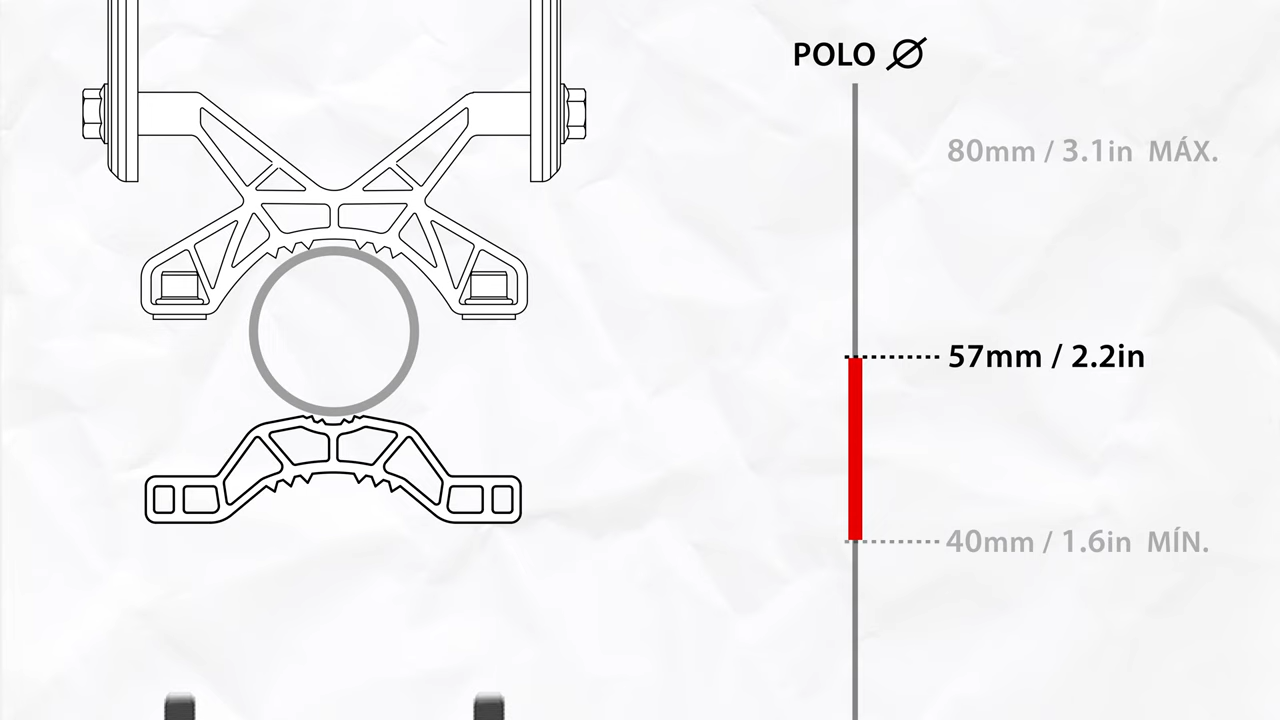 POLO Ø
80mm / 3.1in MÁX.
57mm / 2.2in
40mm / 1.6in MÍN.